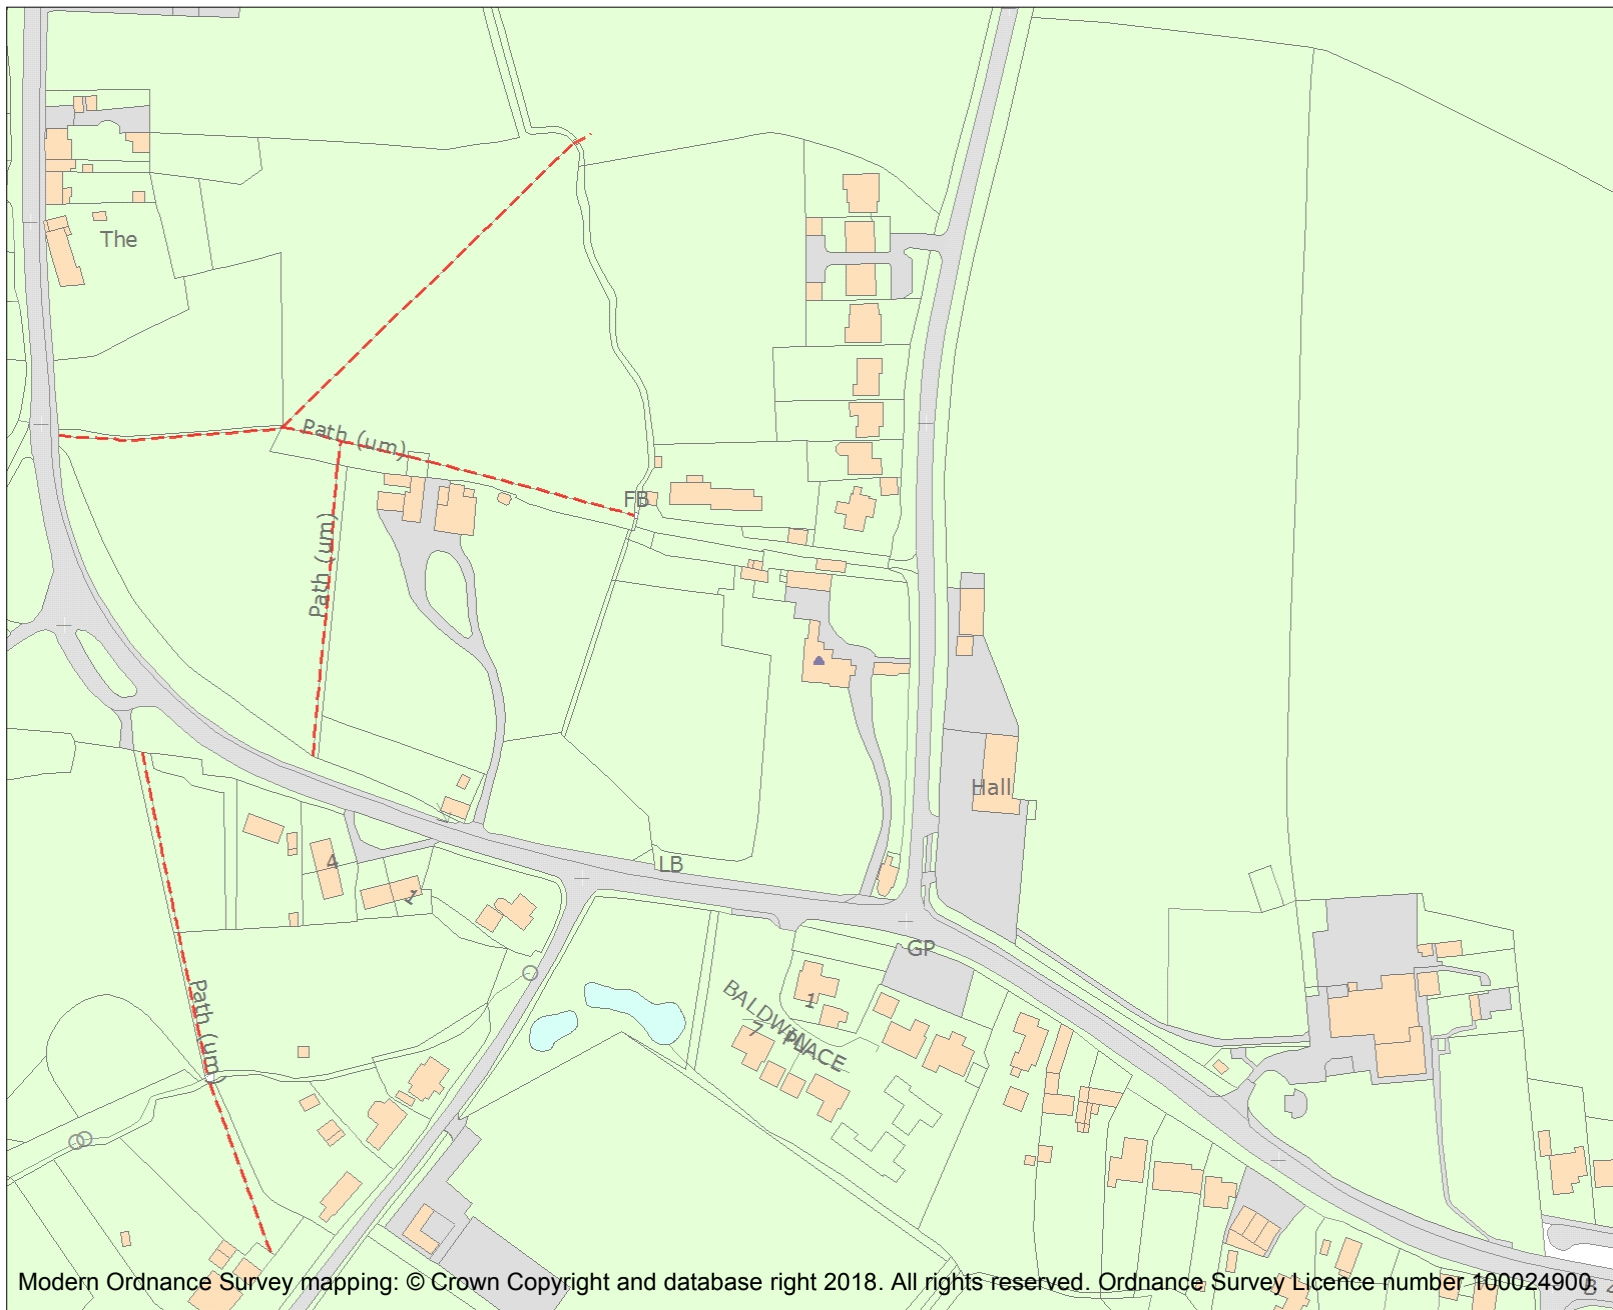 The
Path (um)
FB
Path (um)
Hall
4
LB
1
GP
Path (um)
BALDWIN
PLACE
1
7
Modern Ordnance Survey mapping: © Crown Copyright and database right 2018. All rights reserved. Ordnance Survey Licence number 100024900.